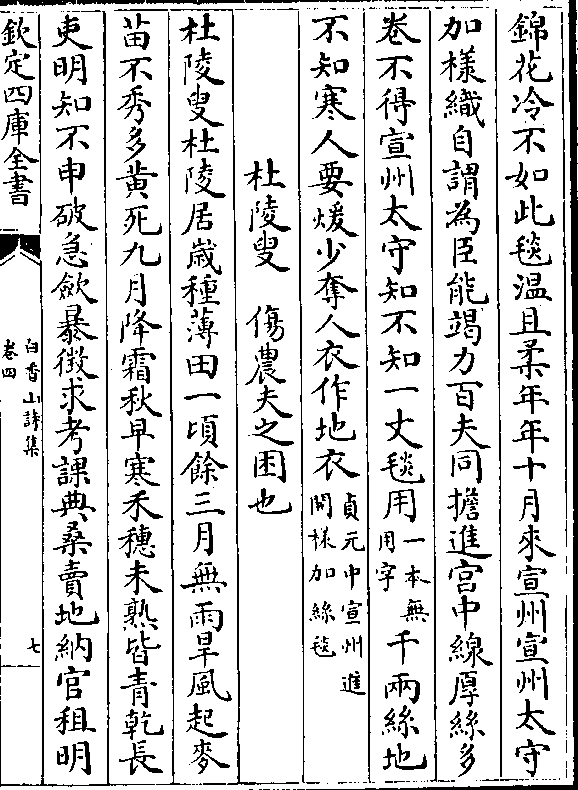 錦花冷不如此毯温且柔年年十月來宣州宣州太守
加樣織自謂為臣能竭力百夫同擔進宮中線厚絲多
卷不得宣州太守知不知一丈毯用一本無用字千兩絲地
不知寒人要煖少奪人衣作地衣貞元中宣州進開様加絲毯
杜陵叟 傷農夫之困也
杜陵叟杜陵居嵗種薄田一頃餘三月無雨旱風起麥
苗不秀多黄死九月降霜秋早寒禾穗未熟皆青乾長
吏明知不申破急歛暴徵求考課典桑賣地納官租明
欽定四庫全書
白香山詩集
卷四
七